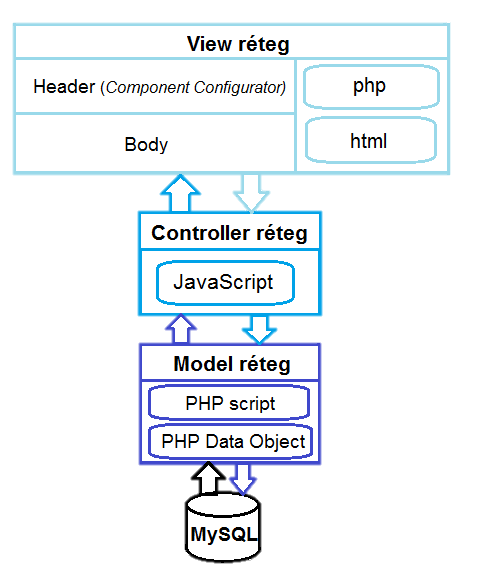 View réteg
Header (Component Configurator)
php
Body
html
Controller réteg
JavaScript
Model réteg
PHP script
PHP Data Object
MySQL